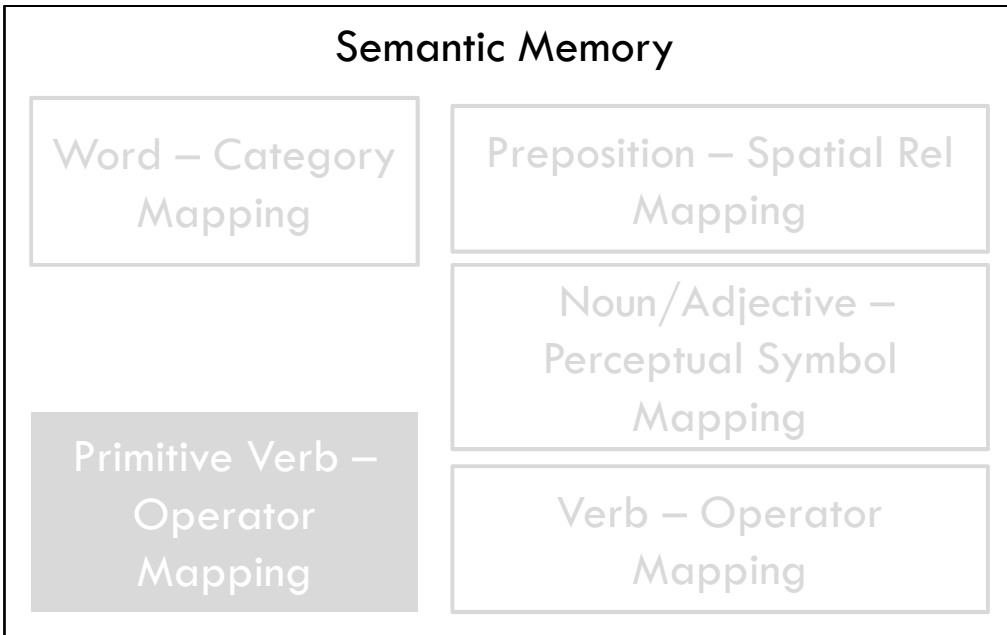 Semantic Memory
Word – Category
Mapping
Preposition – Spatial Rel
Mapping
Noun/Adjective –
Perceptual Symbol
Mapping
Primitive Verb –
Operator
Mapping
Verb – Operator
Mapping